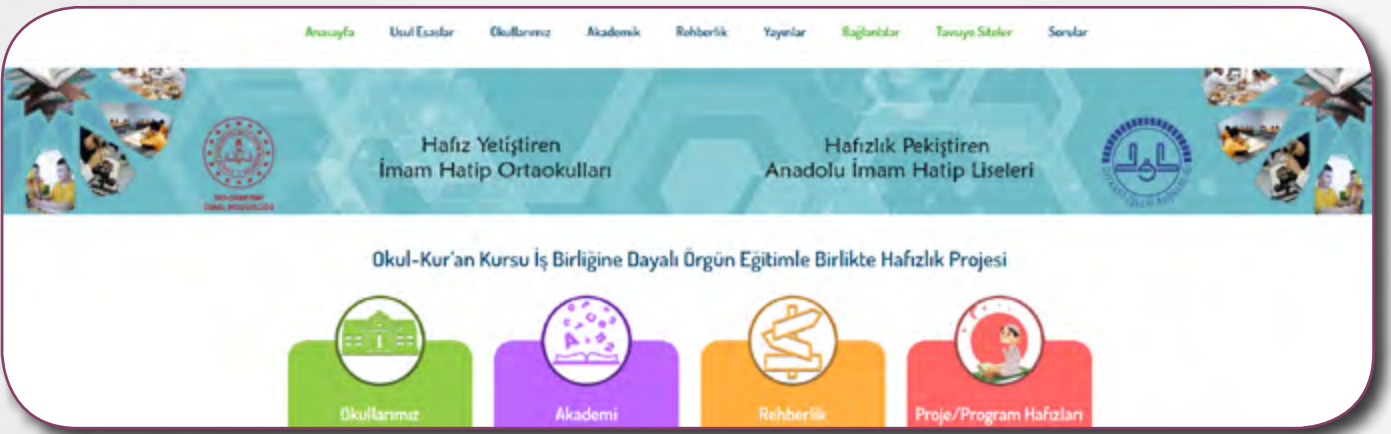 Anasayfa Usul Esaslar Okullarımız Akademik Rehberlik Yayınlar Bağlantılar Tavsiye Siteler Sorular
Hafız Yetiştiren
İmam Hatip Ortaokulları
Hafızlık Pekiştiren
Anadolu İmam Hatip Liseleri
Okul-Kur'an Kursu İş Birliğine Dayalı Örgün Eğitimle Birlikte Hafızlık Projesi
Okullarımız
Akademi
Rehberlik
Proje/Program Hafızları